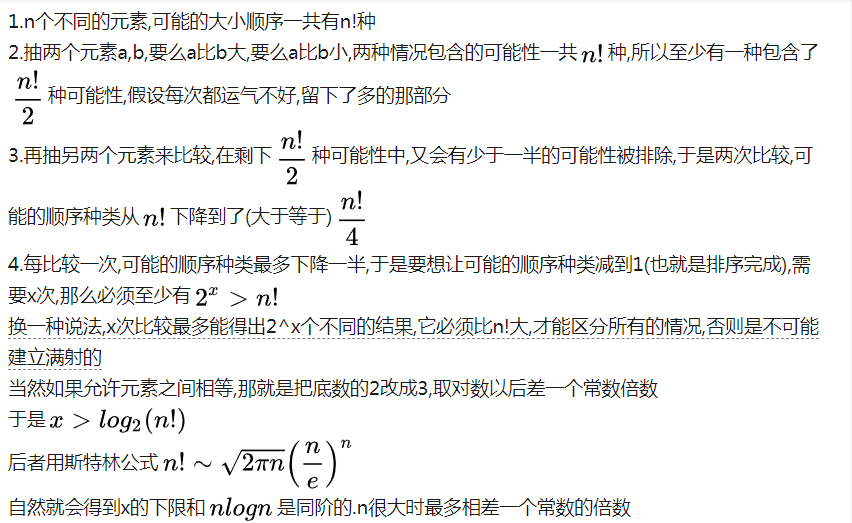 1.n个不同的元素,可能的大小顺序一共有n!种
2.抽两个元素a,b,要么a比b大,要么a比b小,两种情况包含的可能性一共 n! 种,所以至少有一种包含了
n!/2 种可能性,假设每次都运气不好,留下了多的那部分
3.再抽另两个元素来比较,在剩下 n!/2 种可能性中,又会有少于一半的可能性被排除,于是两次比较,可
能的顺序种类从 n! 下降到了(大于等于) n!/4
4.每比较一次,可能的顺序种类最多下降一半,于是要想让可能的顺序种类减到1(也就是排序完成),需
要x次,那么必须至少有 2^x > n!
换一种说法,x次比较最多能得出2^x个不同的结果,它必须比n!大,才能区分所有的情况,否则是不可能
建立满射的
当然如果允许元素之间相等,那就是把底数的2改成3,取对数以后差一个常数倍数
于是 x > log₂(n!)
后者用斯特林公式 n! ∼ √(2πn)(n/e)^n
自然就会得到x的下限和 nlogn 是同阶的.n很大时最多相差一个常数的倍数